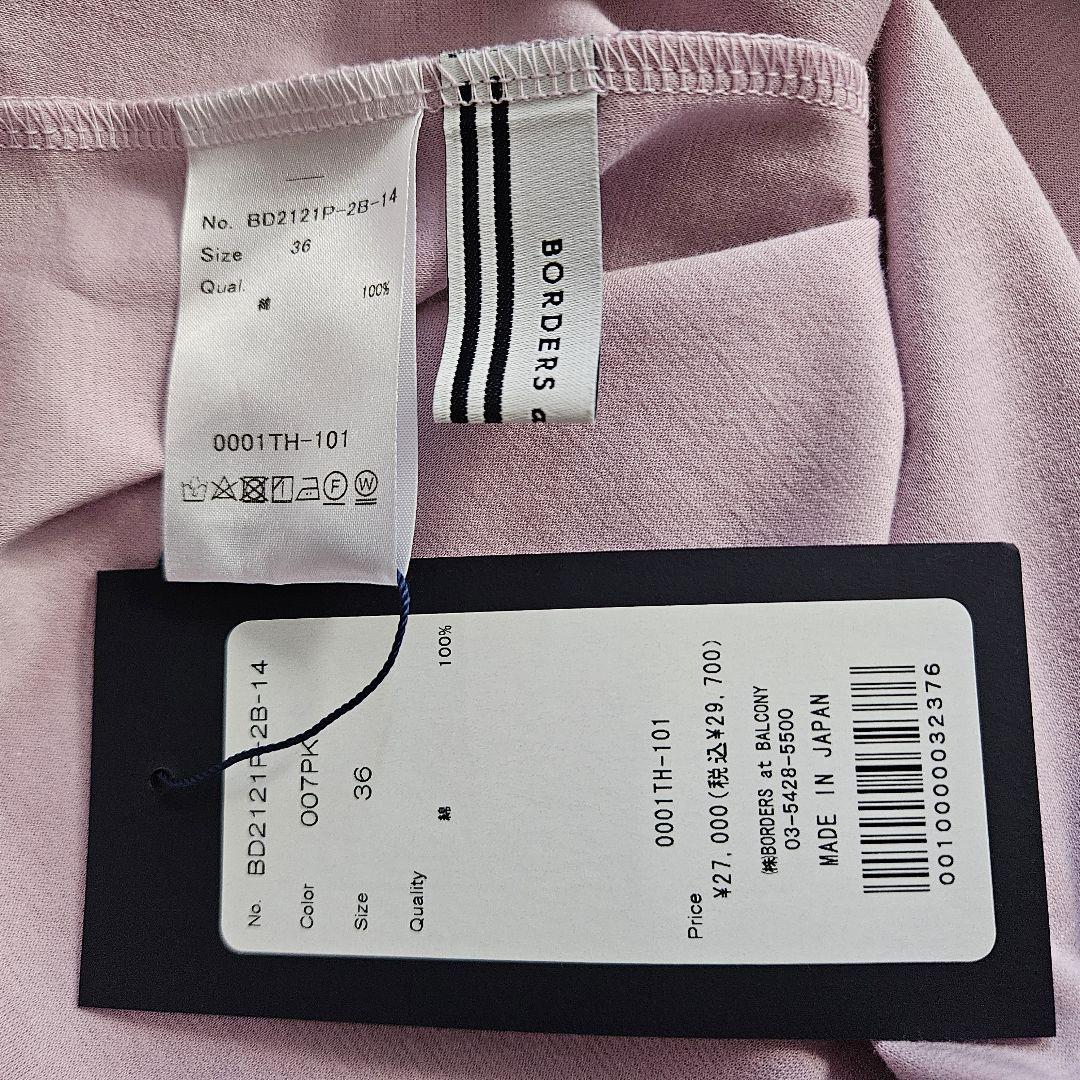 No. BD2121P-2B-14
Size 36
Qual.
綿 100%
0001TH-101
F W
BORDERS a
No. BD2121P-2B-14
Color 007PK
Size 36
Quality
綿 100%
0001TH-101
Price
¥27,000(税込¥29,700)
㈱BORDERS at BALCONY
03-5428-5500
MADE IN JAPAN
0010000032376